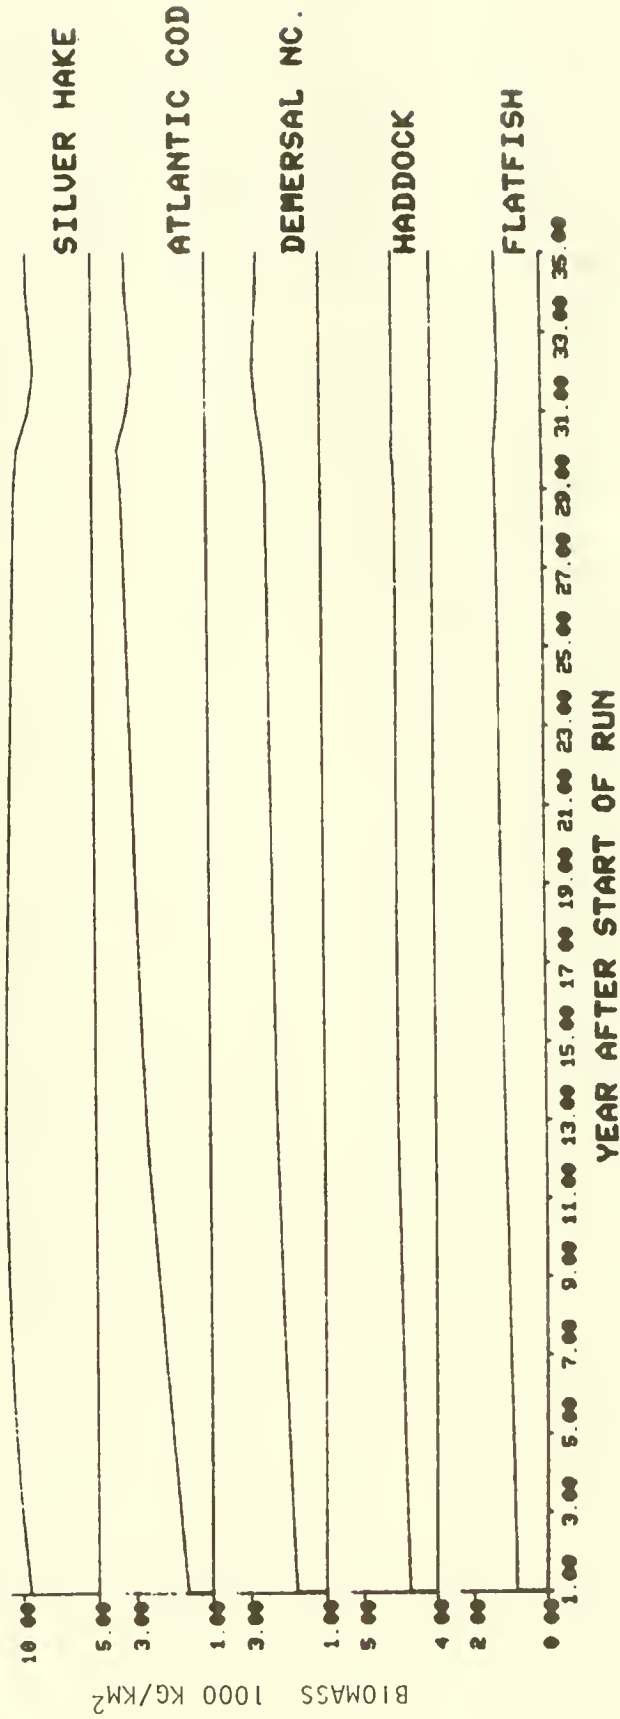 SILVER HAKE
10 00
5.00
ATLANTIC COD
3.00
1.00
DEMERSAL NC.
3.00
1.00
HADDOCK
5 00
4 00
FLATFISH
2 00
0 00
BIOMASS 1000 KG/KM²
1.00 3.00 5.00 7.00 9.00 11.00 13.00 15.00 17 00 19.00 21.00 23.00 25.00 27.00 29.00 31.00 33.00 35.00
YEAR AFTER START OF RUN